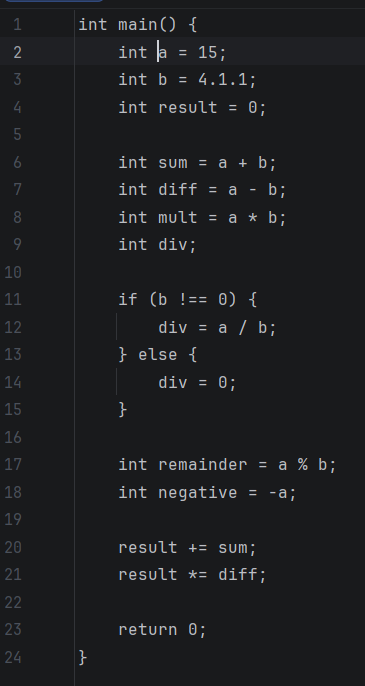 1 int main() {
2 int a = 15;
3 int b = 4.1.1;
4 int result = 0;
5
6 int sum = a + b;
7 int diff = a - b;
8 int mult = a * b;
9 int div;
10
11 if (b !== 0) {
12 div = a / b;
13 } else {
14 div = 0;
15 }
16
17 int remainder = a % b;
18 int negative = -a;
19
20 result += sum;
21 result *= diff;
22
23 return 0;
24 }